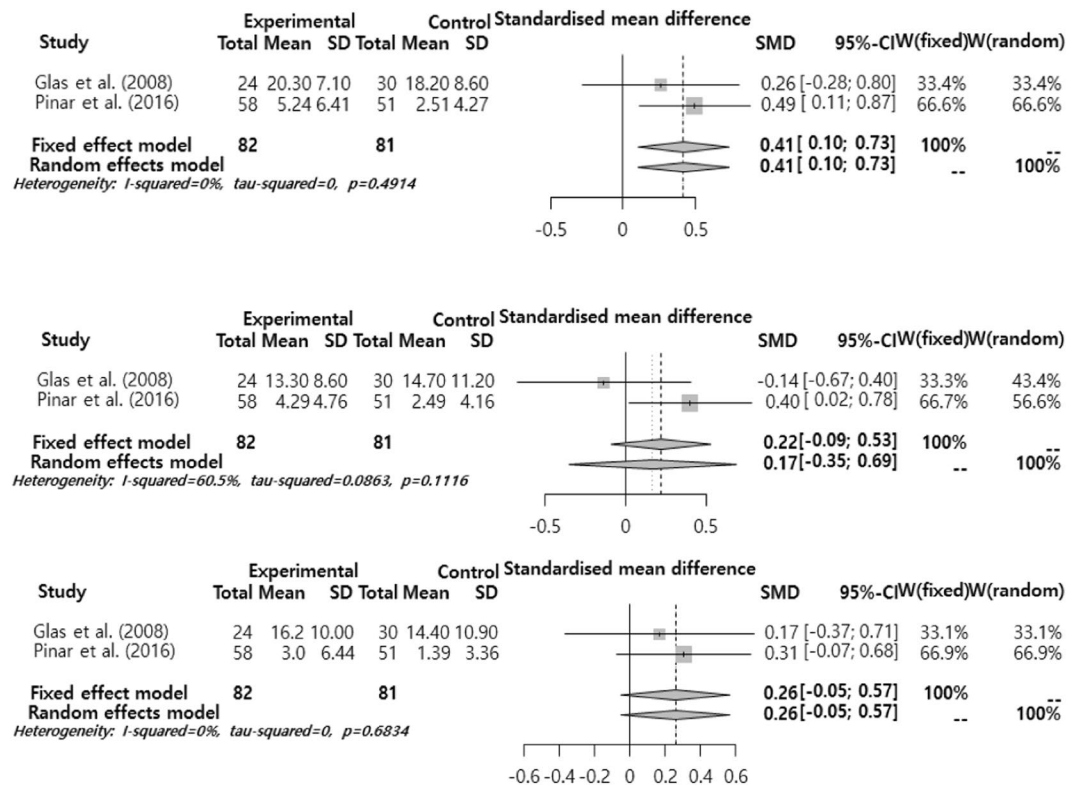 Experimental Control Standardised mean difference
Study Total Mean SD Total Mean SD SMD 95%-CI W(fixed) W(random)
Glas et al. (2008) 24 20.30 7.10 30 18.20 8.60 0.26 [-0.28; 0.80] 33.4% 33.4%
Pinar et al. (2016) 58 5.24 6.41 51 2.51 4.27 0.49 [ 0.11; 0.87] 66.6% 66.6%
Fixed effect model 82 81 0.41 [ 0.10; 0.73] 100% --
Random effects model 0.41 [ 0.10; 0.73] -- 100%
Heterogeneity: I-squared=0%, tau-squared=0, p=0.4914
-0.5 0 0.5
Experimental Control Standardised mean difference
Study Total Mean SD Total Mean SD SMD 95%-CI W(fixed) W(random)
Glas et al. (2008) 24 13.30 8.60 30 14.70 11.20 -0.14 [-0.67; 0.40] 33.3% 43.4%
Pinar et al. (2016) 58 4.29 4.76 51 2.49 4.16 0.40 [ 0.02; 0.78] 66.7% 56.6%
Fixed effect model 82 81 0.22 [-0.09; 0.53] 100% --
Random effects model 0.17 [-0.35; 0.69] -- 100%
Heterogeneity: I-squared=60.5%, tau-squared=0.0863, p=0.1116
-0.5 0 0.5
Experimental Control Standardised mean difference
Study Total Mean SD Total Mean SD SMD 95%-CI W(fixed) W(random)
Glas et al. (2008) 24 16.2 10.00 30 14.40 10.90 0.17 [-0.37; 0.71] 33.1% 33.1%
Pinar et al. (2016) 58 3.0 6.44 51 1.39 3.36 0.31 [-0.07; 0.68] 66.9% 66.9%
Fixed effect model 82 81 0.26 [-0.05; 0.57] 100% --
Random effects model 0.26 [-0.05; 0.57] -- 100%
Heterogeneity: I-squared=0%, tau-squared=0, p=0.6834
-0.6 -0.4 -0.2 0 0.2 0.4 0.6